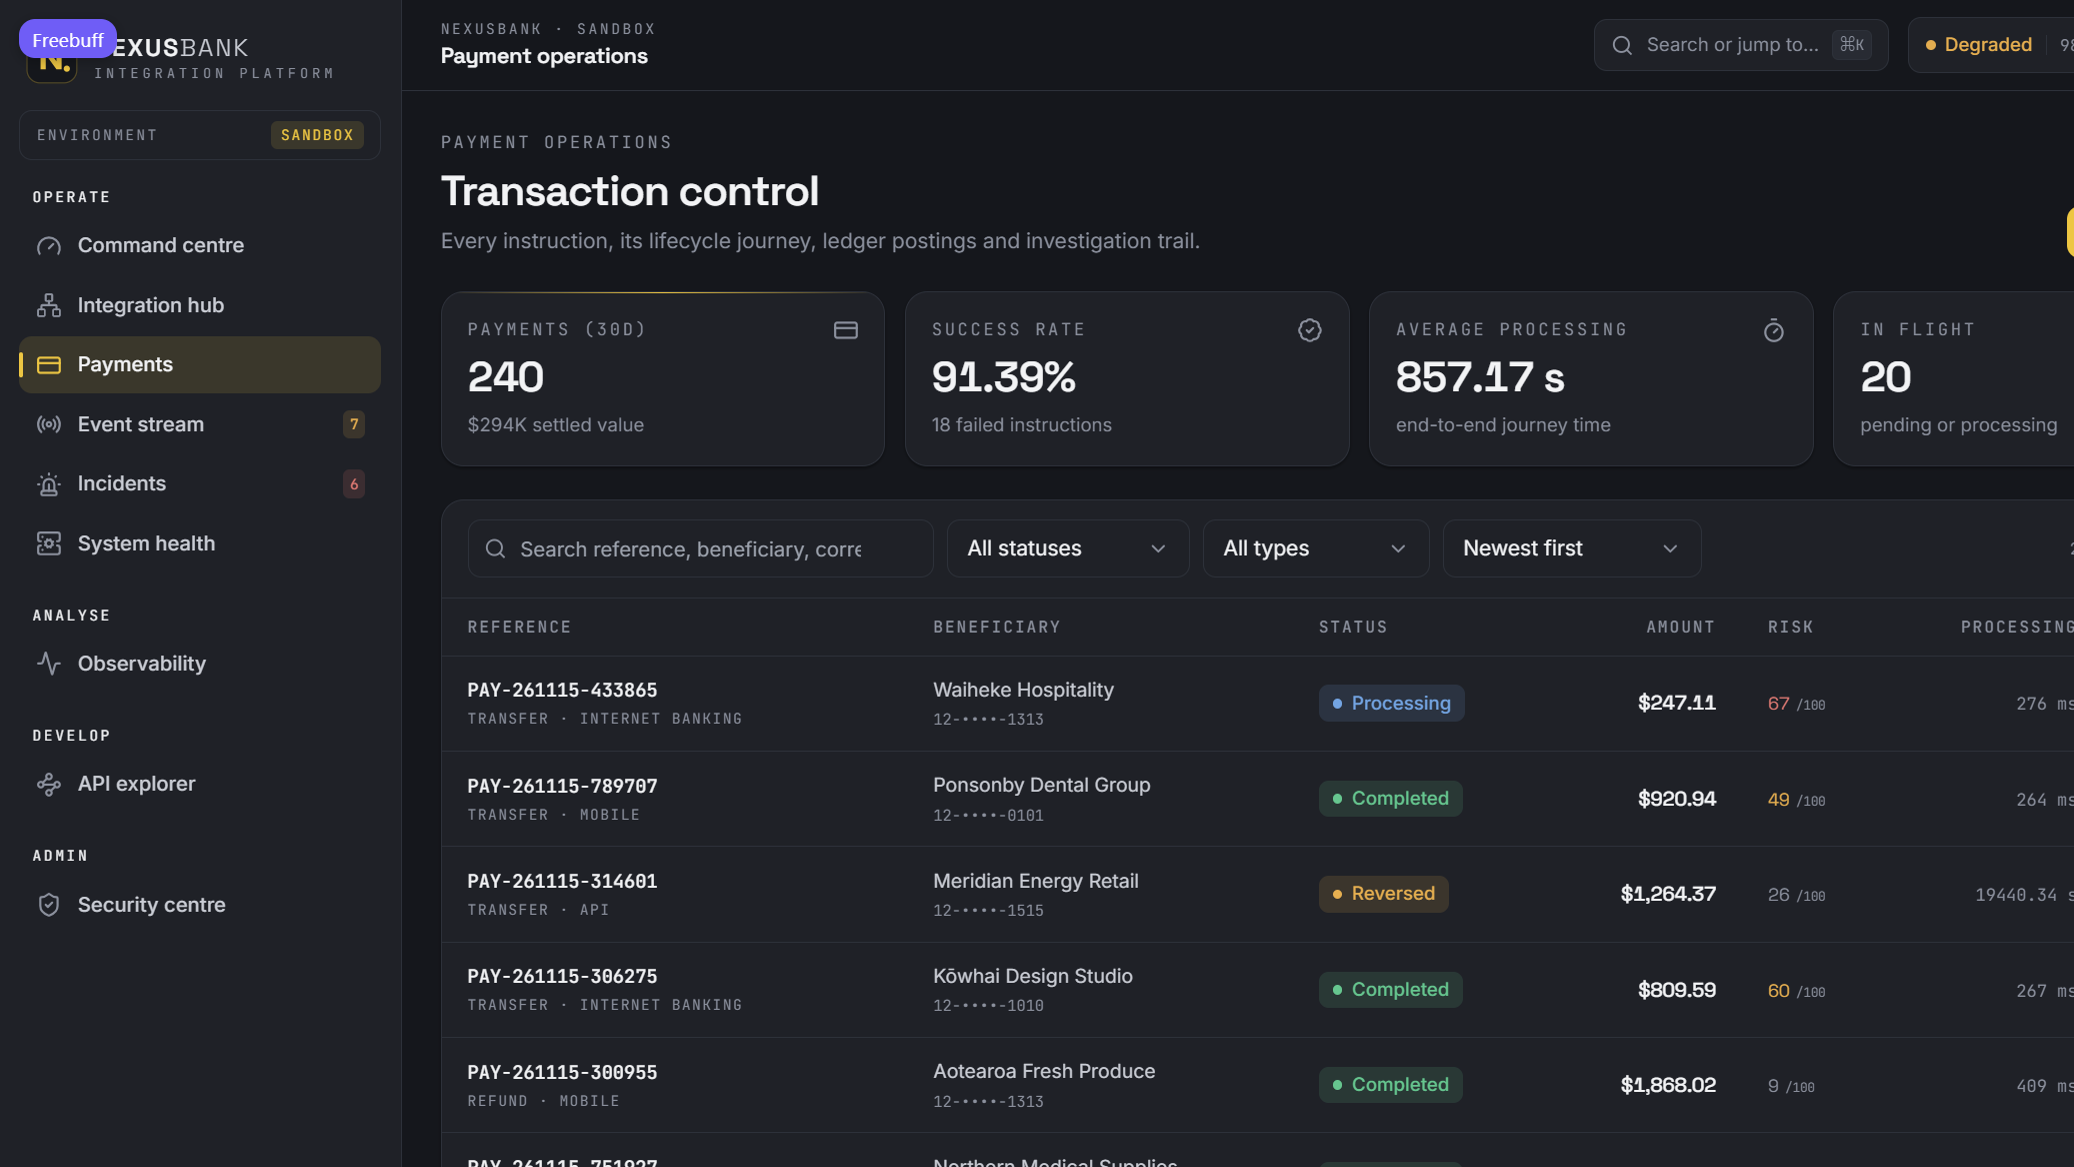 Freebuff
EXUSBANK
N.
INTEGRATION PLATFORM
ENVIRONMENT SANDBOX
OPERATE
Command centre
Integration hub
Payments
Event stream 7
Incidents 6
System health
ANALYSE
Observability
DEVELOP
API explorer
ADMIN
Security centre
NEXUSBANK · SANDBOX
Payment operations
Search or jump to... ⌘K
Degraded 98
PAYMENT OPERATIONS
Transaction control
Every instruction, its lifecycle journey, ledger postings and investigation trail.
PAYMENTS (30D)
240
$294K settled value
SUCCESS RATE
91.39%
18 failed instructions
AVERAGE PROCESSING
857.17 s
end-to-end journey time
IN FLIGHT
20
pending or processing
Search reference, beneficiary, corre
All statuses
All types
Newest first
REFERENCE BENEFICIARY STATUS AMOUNT RISK PROCESSING
PAY-261115-433865 Waiheke Hospitality Processing $247.11 67 /100 276 ms
TRANSFER · INTERNET BANKING 12-••••-1313
PAY-261115-789707 Ponsonby Dental Group Completed $920.94 49 /100 264 ms
TRANSFER · MOBILE 12-••••-0101
PAY-261115-314601 Meridian Energy Retail Reversed $1,264.37 26 /100 19440.34 s
TRANSFER · API 12-••••-1515
PAY-261115-306275 Kōwhai Design Studio Completed $809.59 60 /100 267 ms
TRANSFER · INTERNET BANKING 12-••••-1010
PAY-261115-300955 Aotearoa Fresh Produce Completed $1,868.02 9 /100 409 ms
REFUND · MOBILE 12-••••-1313
PAY-261115-751927 Northern Medical Supplies